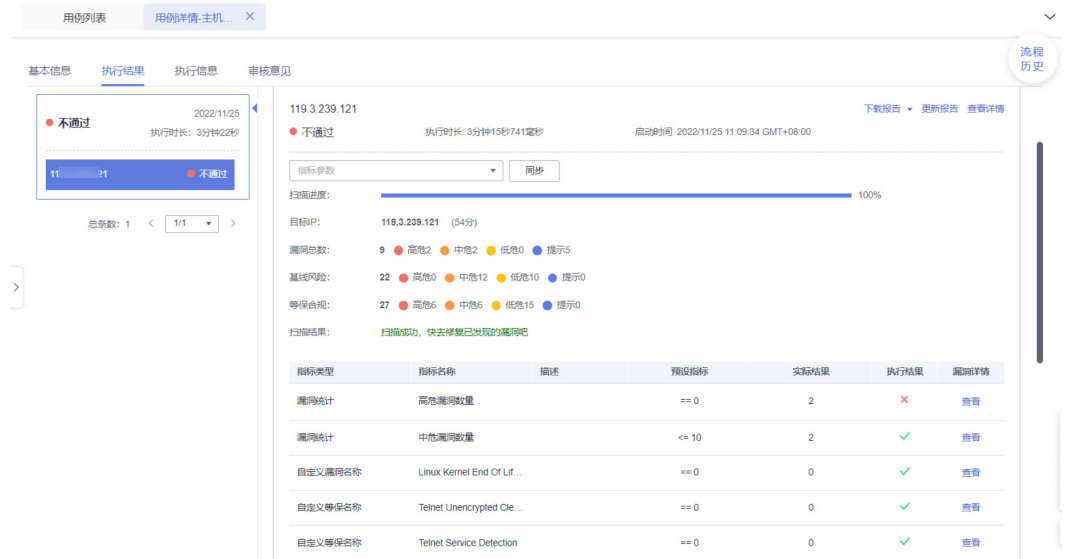 用例列表 用例详情-主机...
流程
历史
基本信息 执行结果 执行信息 审核意见
不通过 2022/11/25
执行时长：3分钟22秒
11 21 不通过
总条数：1 1/1
119.3.239.121 下载报告 更新报告 查看详情
不通过 执行时长: 3分钟15秒741毫秒 启动时间: 2022/11/25 11:09:34 GMT+08:00
指标参数 同步
扫描进度： 100%
目标IP： 119.3.239.121 (54分)
漏洞总数： 9 高危2 中危2 低危0 提示5
基线风险： 22 高危0 中危12 低危10 提示0
等保合规： 27 高危6 中危6 低危15 提示0
扫描结果： 扫描成功，快去修复已发现的漏洞吧
指标类型 指标名称 描述 预设指标 实际结果 执行结果 漏洞详情
漏洞统计 高危漏洞数量 == 0 2 查看
漏洞统计 中危漏洞数量 <= 10 2 查看
自定义漏洞名称 Linux Kernel End Of Lif... == 0 0 查看
自定义等保名称 Telnet Unencrypted Cle... == 0 0 查看
自定义等保名称 Telnet Service Detection == 0 0 查看